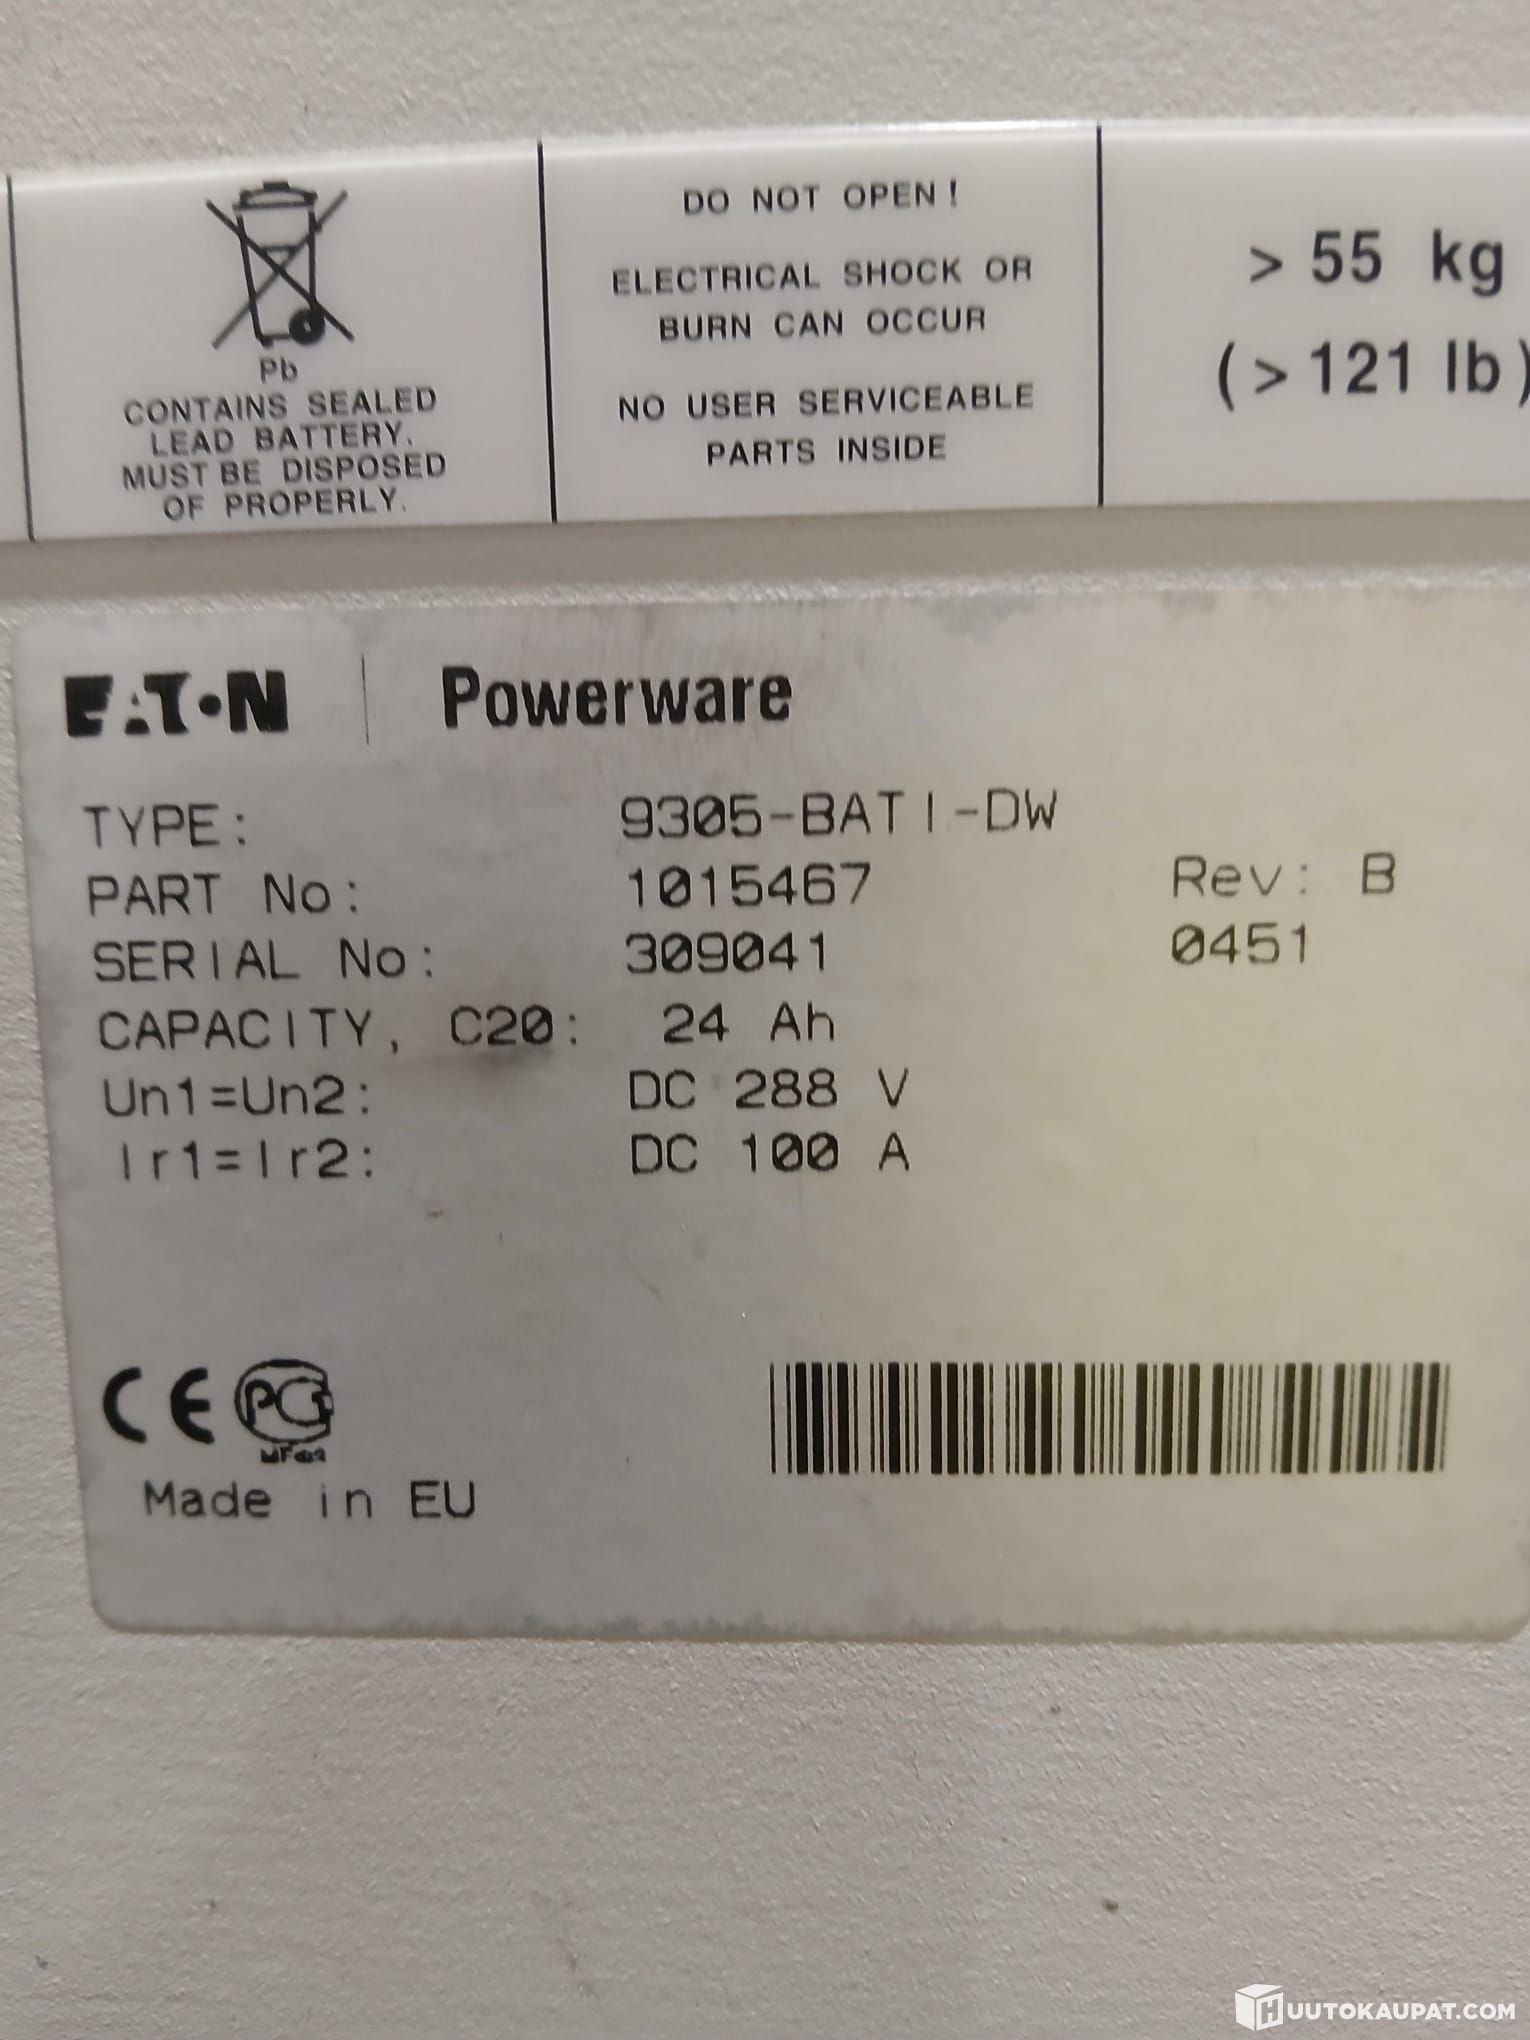 Pb
CONTAINS SEALED
LEAD BATTERY.
MUST BE DISPOSED
OF PROPERLY.
DO NOT OPEN!
ELECTRICAL SHOCK OR
BURN CAN OCCUR
NO USER SERVICEABLE
PARTS INSIDE
> 55 kg
(> 121 lb)
EATON Powerware
TYPE: 9305-BATI-DW
PART No: 1015467 Rev: B
SERIAL No: 309041 0451
CAPACITY, C20: 24 Ah
Un1=Un2: DC 288 V
Ir1=Ir2: DC 100 A
CE PC
Made in EU
HUUTOKAUPAT.COM